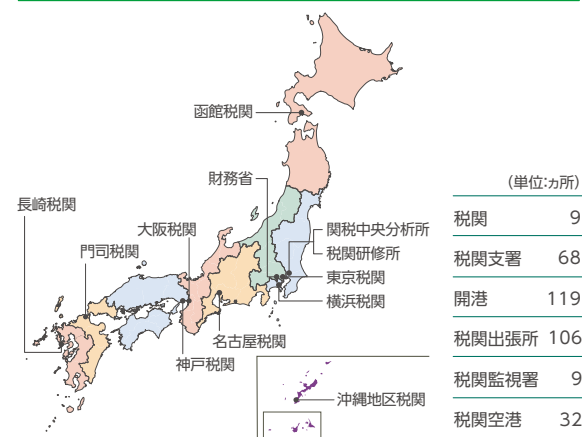 函館税関
財務省
長崎税関
大阪税関
門司税関
関税中央分析所
税関研修所
東京税関
横浜税関
名古屋税関
神戸税関
沖縄地区税関
(単位:ヵ所)
税関 9
税関支署 68
開港 119
税関出張所 106
税関監視署 9
税関空港 32